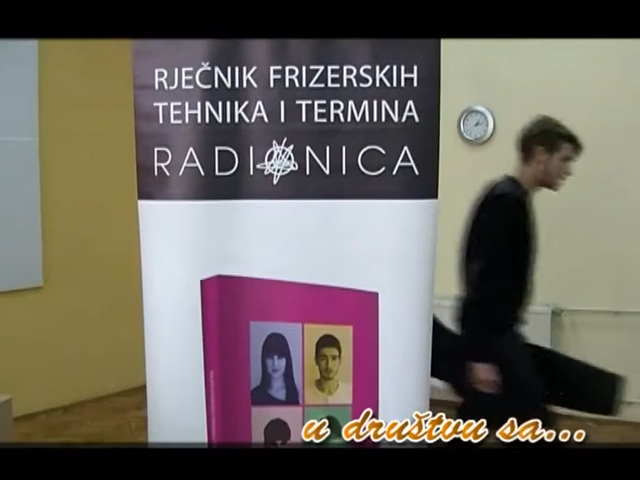 RJEČNIK FRIZERSKIH
TEHNIKA I TERMINA
RADIONICA
u društvu sa...